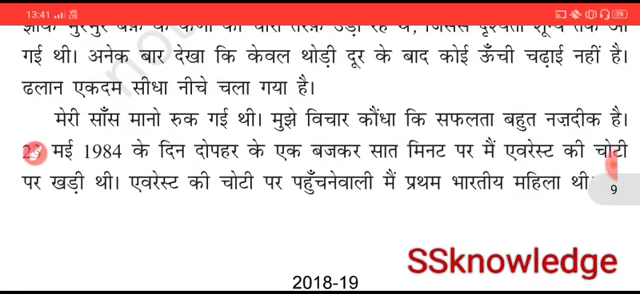 13:41
गई थी। अनेक बार देखा कि केवल थोड़ी दूर के बाद कोई ऊँची चढ़ाई नहीं है।
ढलान एकदम सीधा नीचे चला गया है।
मेरी साँस मानो रुक गई थी। मुझे विचार कौंधा कि सफलता बहुत नज़दीक है।
मई 1984 के दिन दोपहर के एक बजकर सात मिनट पर मैं एवरेस्ट की चोटी
पर खड़ी थी। एवरेस्ट की चोटी पर पहुँचनेवाली मैं प्रथम भारतीय महिला थी।
9
SSknowledge
2018-19